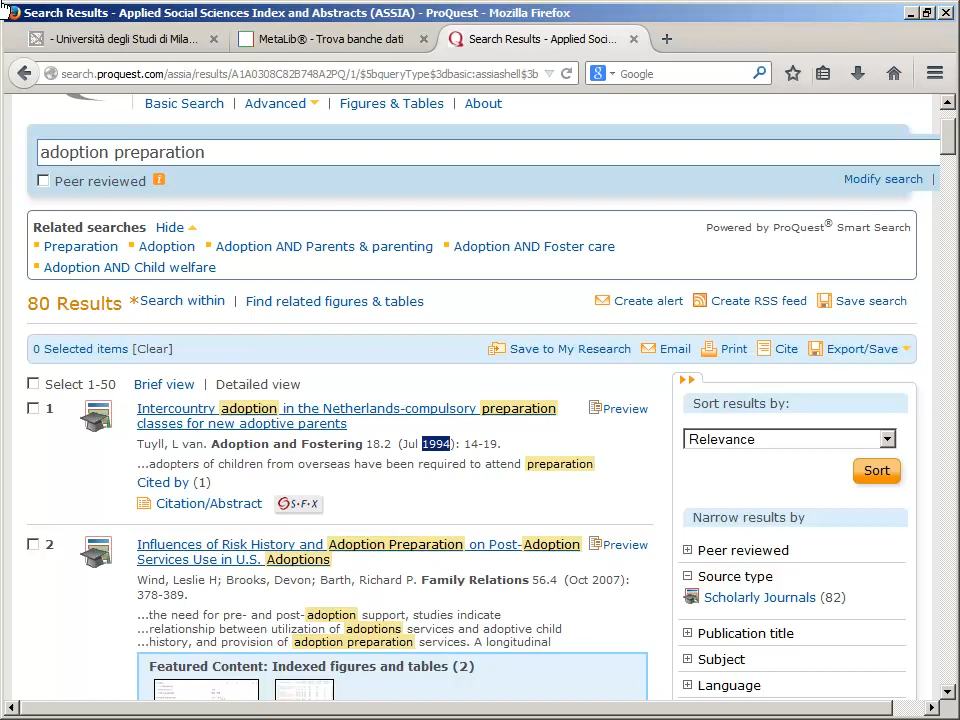 Search Results - Applied Social Sciences Index and Abstracts (ASSIA) - ProQuest - Mozilla Firefox
- Università degli Studi di Mila...
MetaLib® - Trova banche dati
Search Results - Applied Soci...
search.proquest.com/assia/results/A1A0308C82B748A2PQ/1/$5bqueryType$3dbasic:assiashell$3b
Google
Basic Search | Advanced | Figures & Tables | About
adoption preparation
Peer reviewed
Modify search |
Related searches Hide
Powered by ProQuest® Smart Search
Preparation Adoption Adoption AND Parents & parenting Adoption AND Foster care
Adoption AND Child welfare
80 Results * Search within | Find related figures & tables
Create alert Create RSS feed Save search
0 Selected items [Clear]
Save to My Research Email Print Cite Export/Save
Select 1-50 Brief view | Detailed view
1
Intercountry adoption in the Netherlands-compulsory preparation
classes for new adoptive parents
Preview
Tuyll, L van. Adoption and Fostering 18.2 (Jul 1994): 14-19.
...adopters of children from overseas have been required to attend preparation
Cited by (1)
Citation/Abstract S·F·X
2
Influences of Risk History and Adoption Preparation on Post-Adoption
Services Use in U.S. Adoptions
Preview
Wind, Leslie H; Brooks, Devon; Barth, Richard P. Family Relations 56.4 (Oct 2007):
378-389.
...the need for pre- and post-adoption support, studies indicate
...relationship between utilization of adoptions services and adoptive child
...history, and provision of adoption preparation services. A longitudinal
Featured Content: Indexed figures and tables (2)
Sort results by:
Relevance
Sort
Narrow results by
Peer reviewed
Source type
Scholarly Journals (82)
Publication title
Subject
Language